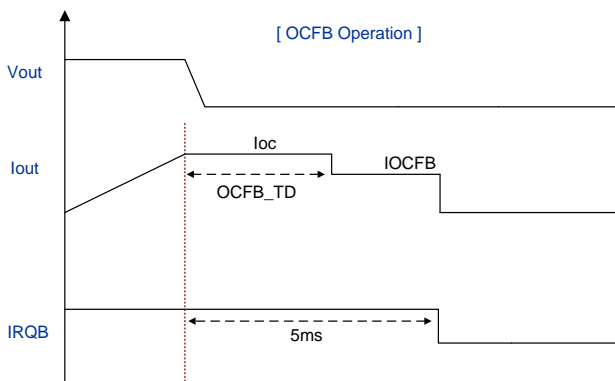 [ OCFB Operation ]
Vout
Ioc
Iout
IOCFB
OCFB_TD
IRQB
5ms